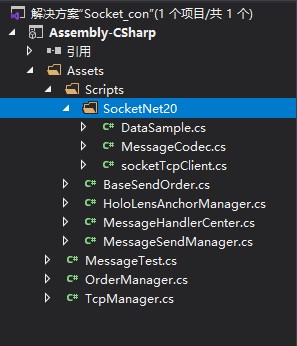 解决方案"Socket_con"(1 个项目/共 1 个)
Assembly-CSharp
引用
Assets
Scripts
SocketNet20
C# DataSample.cs
C# MessageCodec.cs
C# socketTcpClient.cs
C# BaseSendOrder.cs
C# HoloLensAnchorManager.cs
C# MessageHandlerCenter.cs
C# MessageSendManager.cs
C# MessageTest.cs
C# OrderManager.cs
C# TcpManager.cs